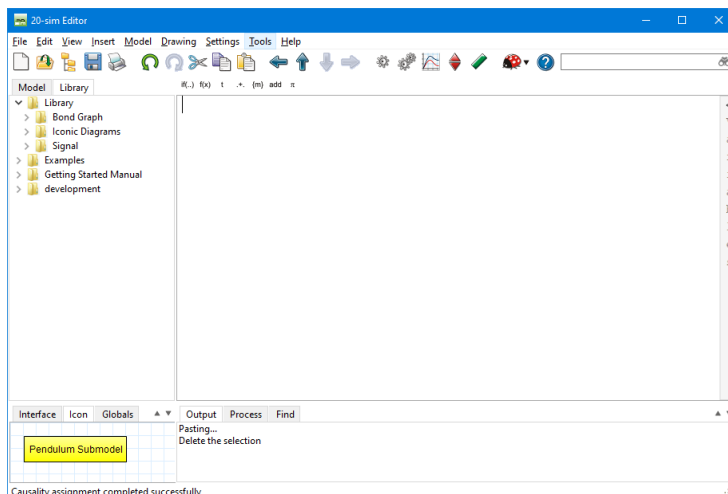 20-sim Editor
File Edit View Insert Model Drawing Settings Tools Help
Model Library
if(..) f(x) t .+. {m} add π
Library
Bond Graph
Iconic Diagrams
Signal
Examples
Getting Started Manual
development
Interface Icon Globals
Output Process Find
Pasting...
Delete the selection
Pendulum Submodel
Causality assignment completed successfully